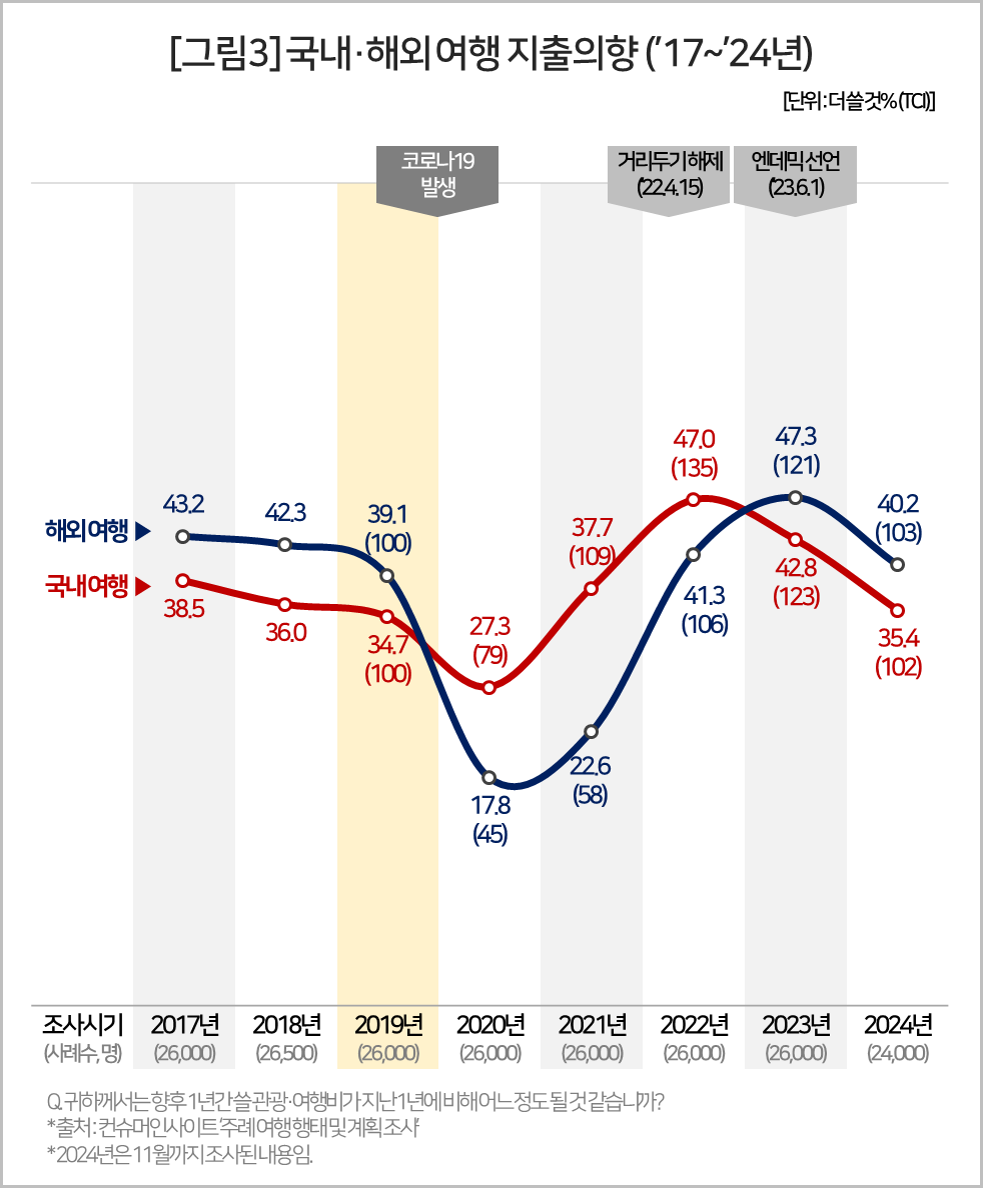 [그림3] 국내·해외 여행 지출의향 ('17~'24년)
[단위 : 더 쓸 것% (TCI)]
코로나19
발생
거리두기 해제
('22.4.15)
엔데믹 선언
('23.6.1)
해외 여행
국내 여행
43.2
42.3
39.1
(100)
17.8
(45)
22.6
(58)
41.3
(106)
47.3
(121)
40.2
(103)
38.5
36.0
34.7
(100)
27.3
(79)
37.7
(109)
47.0
(135)
42.8
(123)
35.4
(102)
조사시기 2017년 2018년 2019년 2020년 2021년 2022년 2023년 2024년
(사례수, 명) (26,000) (26,500) (26,000) (26,000) (26,000) (26,000) (26,000) (24,000)
Q. 귀하께서는 향후 1년간 쓸 관광·여행비가 지난 1년에 비해 어느 정도 될 것 같습니까?
*출처 : 컨슈머인사이트 '주례 여행 행태 및 계획 조사'
*2024년은 11월까지 조사된 내용임.